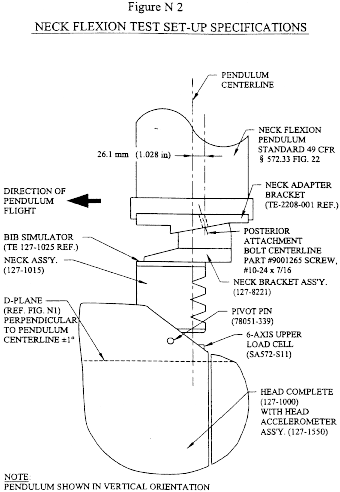 Figure N 2
NECK FLEXION TEST SET-UP SPECIFICATIONS
PENDULUM
CENTERLINE
NECK FLEXION
PENDULUM
STANDARD 49 CFR
§ 572.33 FIG. 22
26.1 mm (1.028 in)
NECK ADAPTER
BRACKET
(TE-2208-001 REF.)
DIRECTION OF
PENDULUM
FLIGHT
POSTERIOR
ATTACHMENT
BOLT CENTERLINE
PART #9001265 SCREW,
#10-24 x 7/16
BIB SIMULATOR
(TE 127-1025 REF.)
NECK ASS'Y.
(127-1015)
NECK BRACKET ASS'Y.
(127-8221)
D-PLANE
(REF. FIG. N1)
PERPENDICULAR
TO PENDULUM
CENTERLINE ±1°
PIVOT PIN
(78051-339)
6-AXIS UPPER
LOAD CELL
(SA572-S11)
HEAD COMPLETE
(127-1000)
WITH HEAD
ACCELEROMETER
ASS'Y. (127-1550)
NOTE:
PENDULUM SHOWN IN VERTICAL ORIENTATION